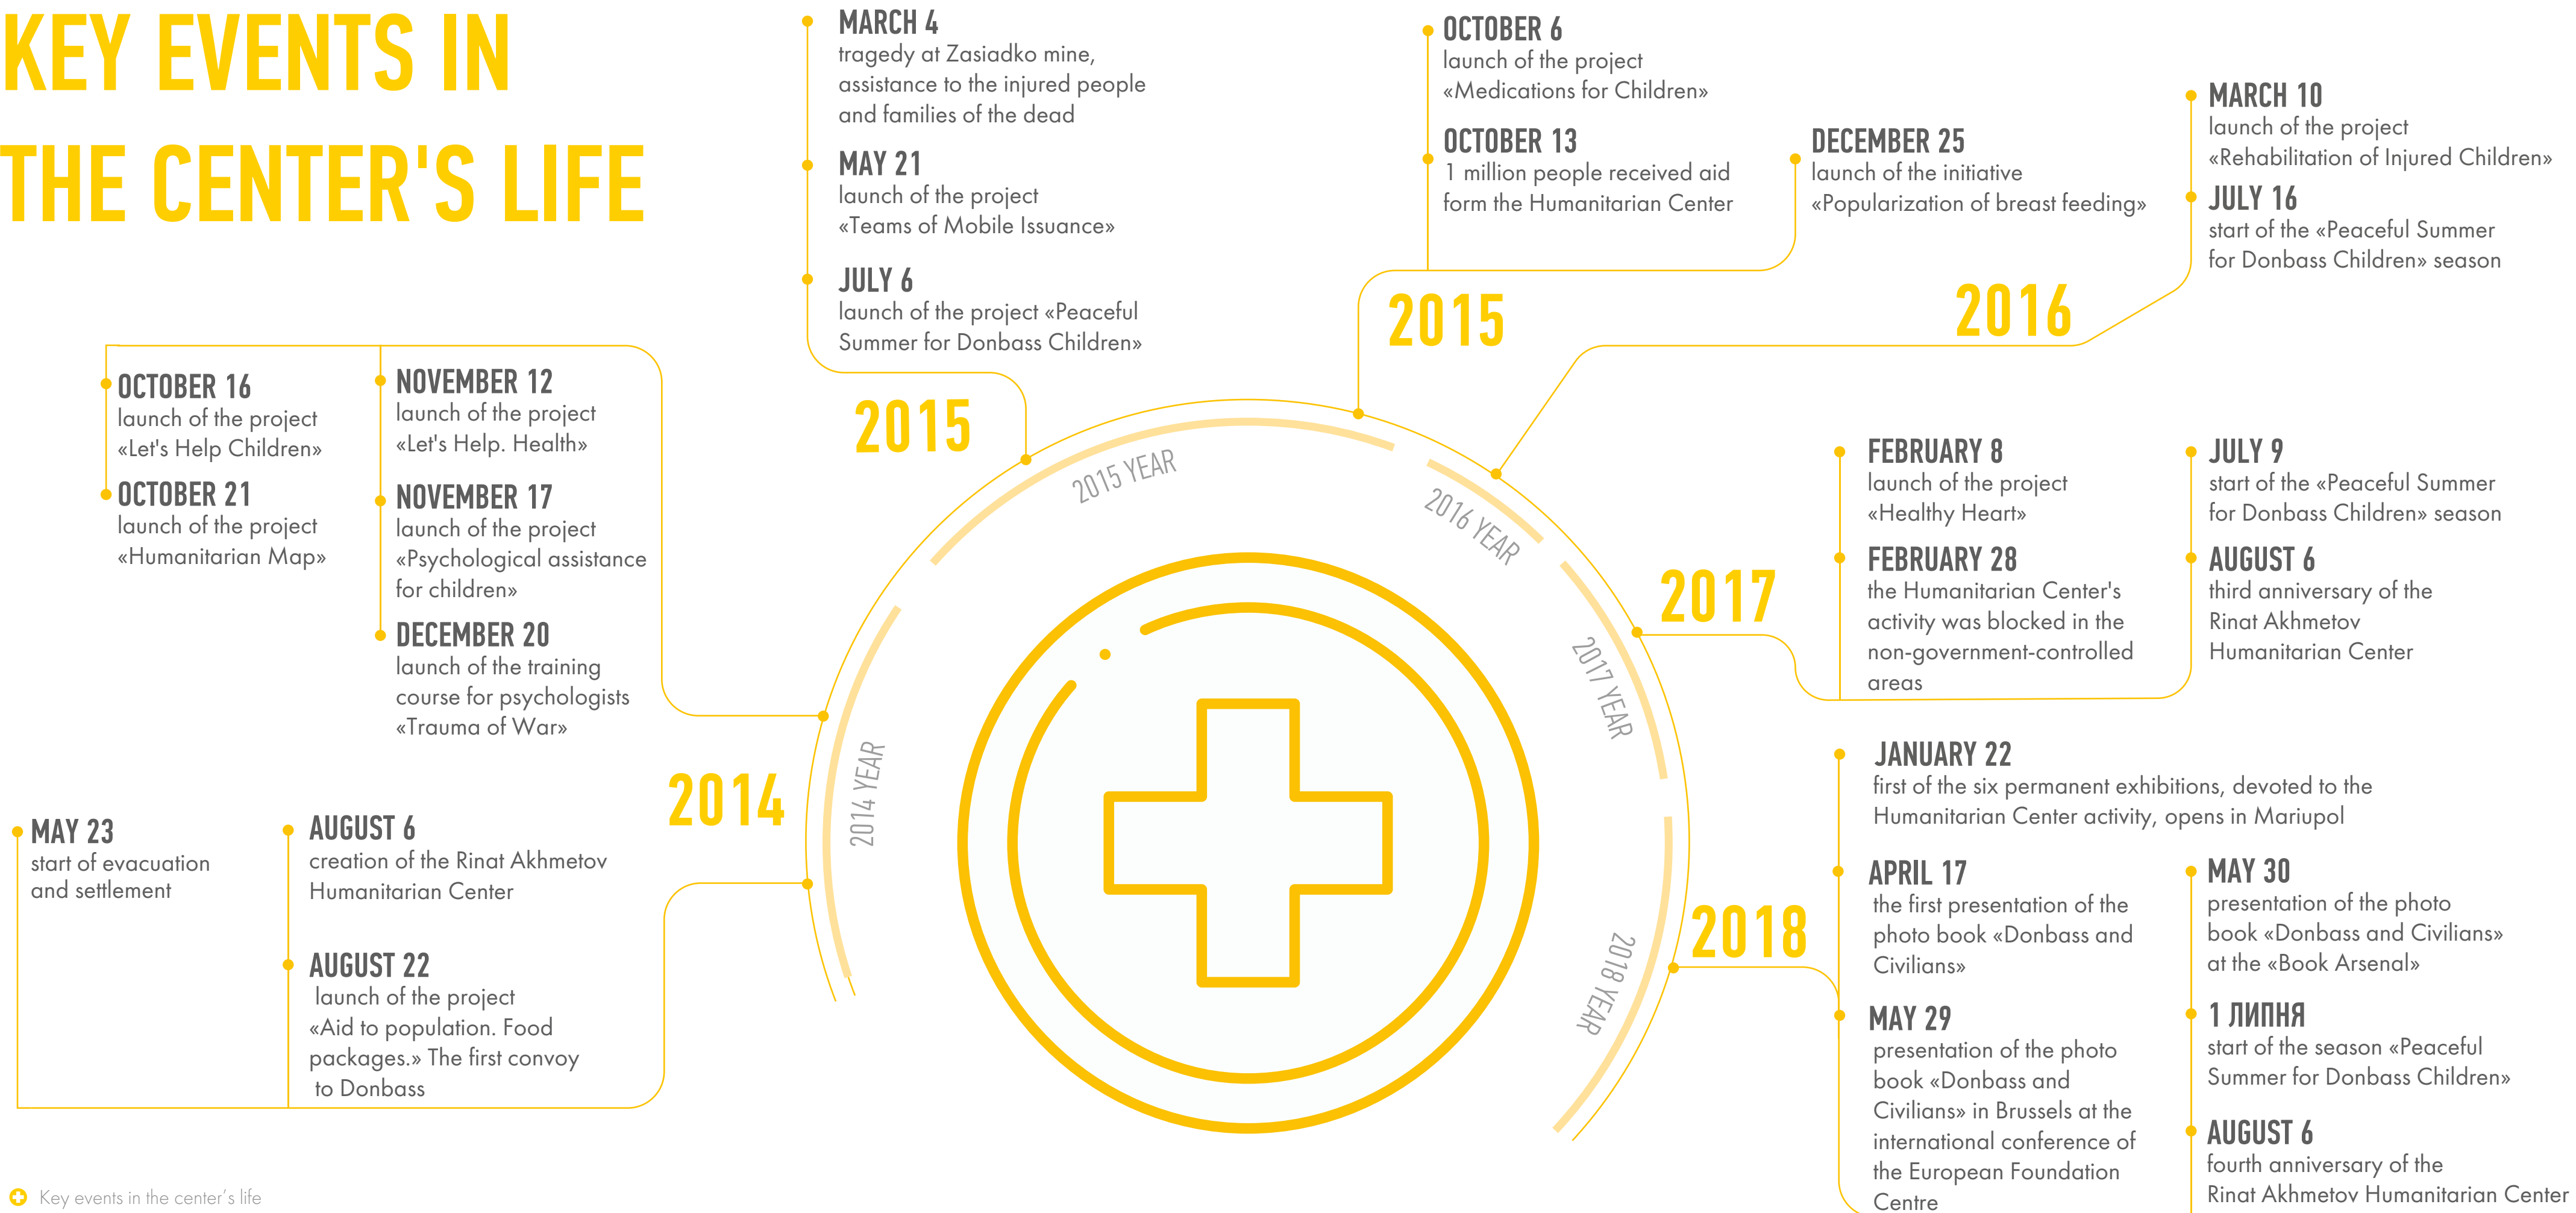 KEY EVENTS IN
THE CENTER'S LIFE
MAY 23
start of evacuation
and settlement
AUGUST 6
creation of the Rinat Akhmetov
Humanitarian Center
AUGUST 22
launch of the project
«Aid to population. Food
packages.» The first convoy
to Donbass
2014
OCTOBER 16
launch of the project
«Let's Help Children»
OCTOBER 21
launch of the project
«Humanitarian Map»
NOVEMBER 12
launch of the project
«Let's Help. Health»
NOVEMBER 17
launch of the project
«Psychological assistance
for children»
DECEMBER 20
launch of the training
course for psychologists
«Trauma of War»
MARCH 4
tragedy at Zasiadko mine,
assistance to the injured people
and families of the dead
MAY 21
launch of the project
«Teams of Mobile Issuance»
JULY 6
launch of the project «Peaceful
Summer for Donbass Children»
2015
OCTOBER 6
launch of the project
«Medications for Children»
OCTOBER 13
1 million people received aid
form the Humanitarian Center
DECEMBER 25
launch of the initiative
«Popularization of breast feeding»
2015
MARCH 10
launch of the project
«Rehabilitation of Injured Children»
JULY 16
start of the «Peaceful Summer
for Donbass Children» season
2016
FEBRUARY 8
launch of the project
«Healthy Heart»
FEBRUARY 28
the Humanitarian Center's
activity was blocked in the
non-government-controlled
areas
JULY 9
start of the «Peaceful Summer
for Donbass Children» season
AUGUST 6
third anniversary of the
Rinat Akhmetov
Humanitarian Center
2017
JANUARY 22
first of the six permanent exhibitions, devoted to the
Humanitarian Center activity, opens in Mariupol
APRIL 17
the first presentation of the
photo book «Donbass and
Civilians»
MAY 29
presentation of the photo
book «Donbass and
Civilians» in Brussels at the
international conference of
the European Foundation
Centre
MAY 30
presentation of the photo
book «Donbass and Civilians»
at the «Book Arsenal»
1 ЛИПНЯ
start of the season «Peaceful
Summer for Donbass Children»
AUGUST 6
fourth anniversary of the
Rinat Akhmetov Humanitarian Center
2018
2014 YEAR
2015 YEAR
2016 YEAR
2017 YEAR
2018 YEAR
Key events in the center's life